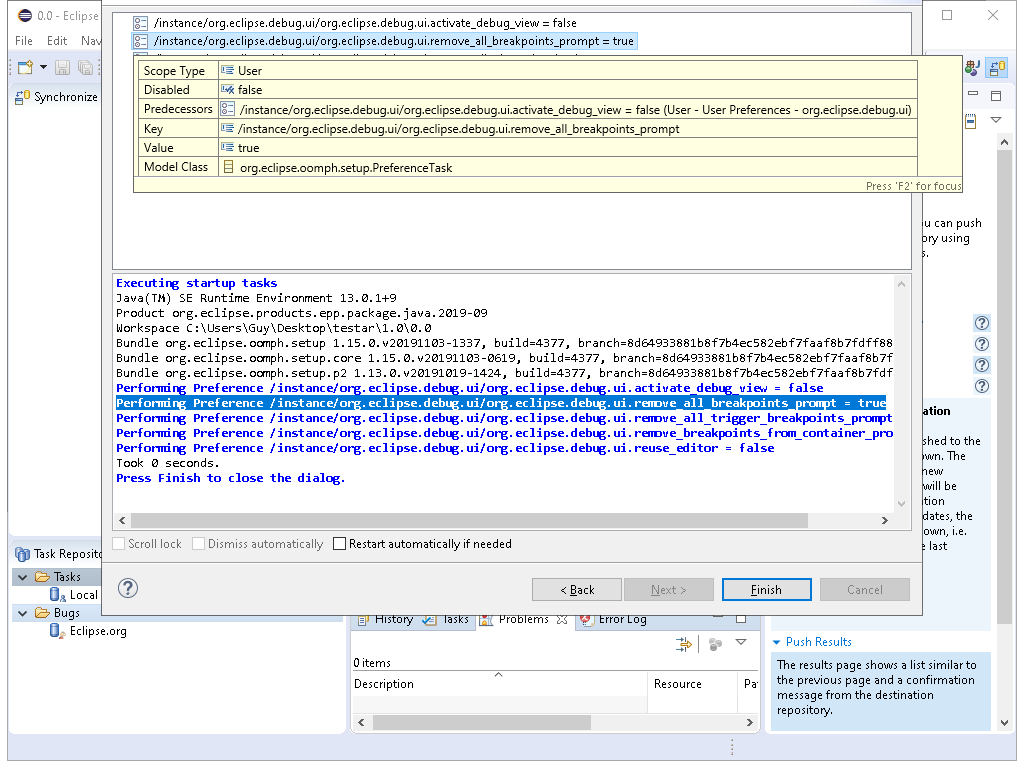 0.0 - Eclipse
File Edit Nav
Synchronize
/instance/org.eclipse.debug.ui/org.eclipse.debug.ui.activate_debug_view = false
/instance/org.eclipse.debug.ui/org.eclipse.debug.ui.remove_all_breakpoints_prompt = true
Scope Type User
Disabled false
Predecessors /instance/org.eclipse.debug.ui/org.eclipse.debug.ui.activate_debug_view = false (User - User Preferences - org.eclipse.debug.ui)
Key /instance/org.eclipse.debug.ui/org.eclipse.debug.ui.remove_all_breakpoints_prompt
Value true
Model Class org.eclipse.oomph.setup.PreferenceTask
Press 'F2' for focus
Executing startup tasks
Java(TM) SE Runtime Environment 13.0.1+9
Product org.eclipse.products.epp.package.java.2019-09
Workspace C:\Users\Guy\Desktop\testar\1.0\0.0
Bundle org.eclipse.oomph.setup 1.15.0.v20191103-1337, build=4377, branch=8d64933881b8f7b4ec582ebf7faaf8b7fdff88
Bundle org.eclipse.oomph.setup.core 1.15.0.v20191103-0619, build=4377, branch=8d64933881b8f7b4ec582ebf7faaf8b7f
Bundle org.eclipse.oomph.setup.p2 1.13.0.v20191019-1424, build=4377, branch=8d64933881b8f7b4ec582ebf7faaf8b7fdf
Performing Preference /instance/org.eclipse.debug.ui/org.eclipse.debug.ui.activate_debug_view = false
Performing Preference /instance/org.eclipse.debug.ui/org.eclipse.debug.ui.remove_all_breakpoints_prompt = true
Performing Preference /instance/org.eclipse.debug.ui/org.eclipse.debug.ui.remove_all_trigger_breakpoints_prompt
Performing Preference /instance/org.eclipse.debug.ui/org.eclipse.debug.ui.remove_breakpoints_from_container_pro
Performing Preference /instance/org.eclipse.debug.ui/org.eclipse.debug.ui.reuse_editor = false
Took 0 seconds.
Press Finish to close the dialog.
Scroll lock Dismiss automatically Restart automatically if needed
< Back Next > Finish Cancel
Task Reposito
Tasks
Local
Bugs
Eclipse.org
History Tasks Problems Error Log
0 items
Description Resource Pa
u can push
ory using
s.
ation
shed to the
own. The
new
will be
tion
dates, the
own, i.e.
e last
Push Results
The results page shows a list similar to
the previous page and a confirmation
message from the destination
repository.